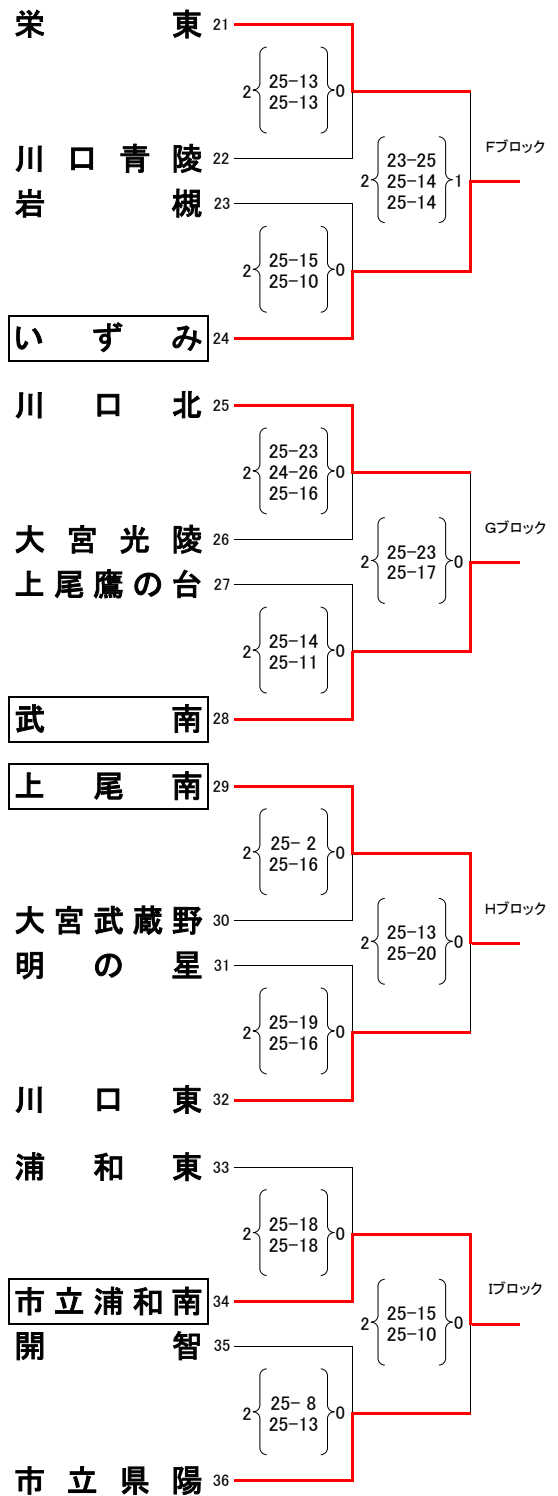 栄東 21
2 25-13 0
25-13
川口青陵 22
Fブロック
2 23-25 1
25-14
25-14
岩槻 23
2 25-15 0
25-10
いずみ 24
川口北 25
2 25-23 0
24-26
25-16
大宮光陵 26
Gブロック
2 25-23 0
25-17
上尾鷹の台 27
2 25-14 0
25-11
武南 28
上尾南 29
2 25- 2 0
25-16
大宮武蔵野 30
Hブロック
2 25-13 0
25-20
明の星 31
2 25-19 0
25-16
川口東 32
浦和東 33
2 25-18 0
25-18
市立浦和南 34
Iブロック
2 25-15 0
25-10
開智 35
2 25- 8 0
25-13
市立県陽 36